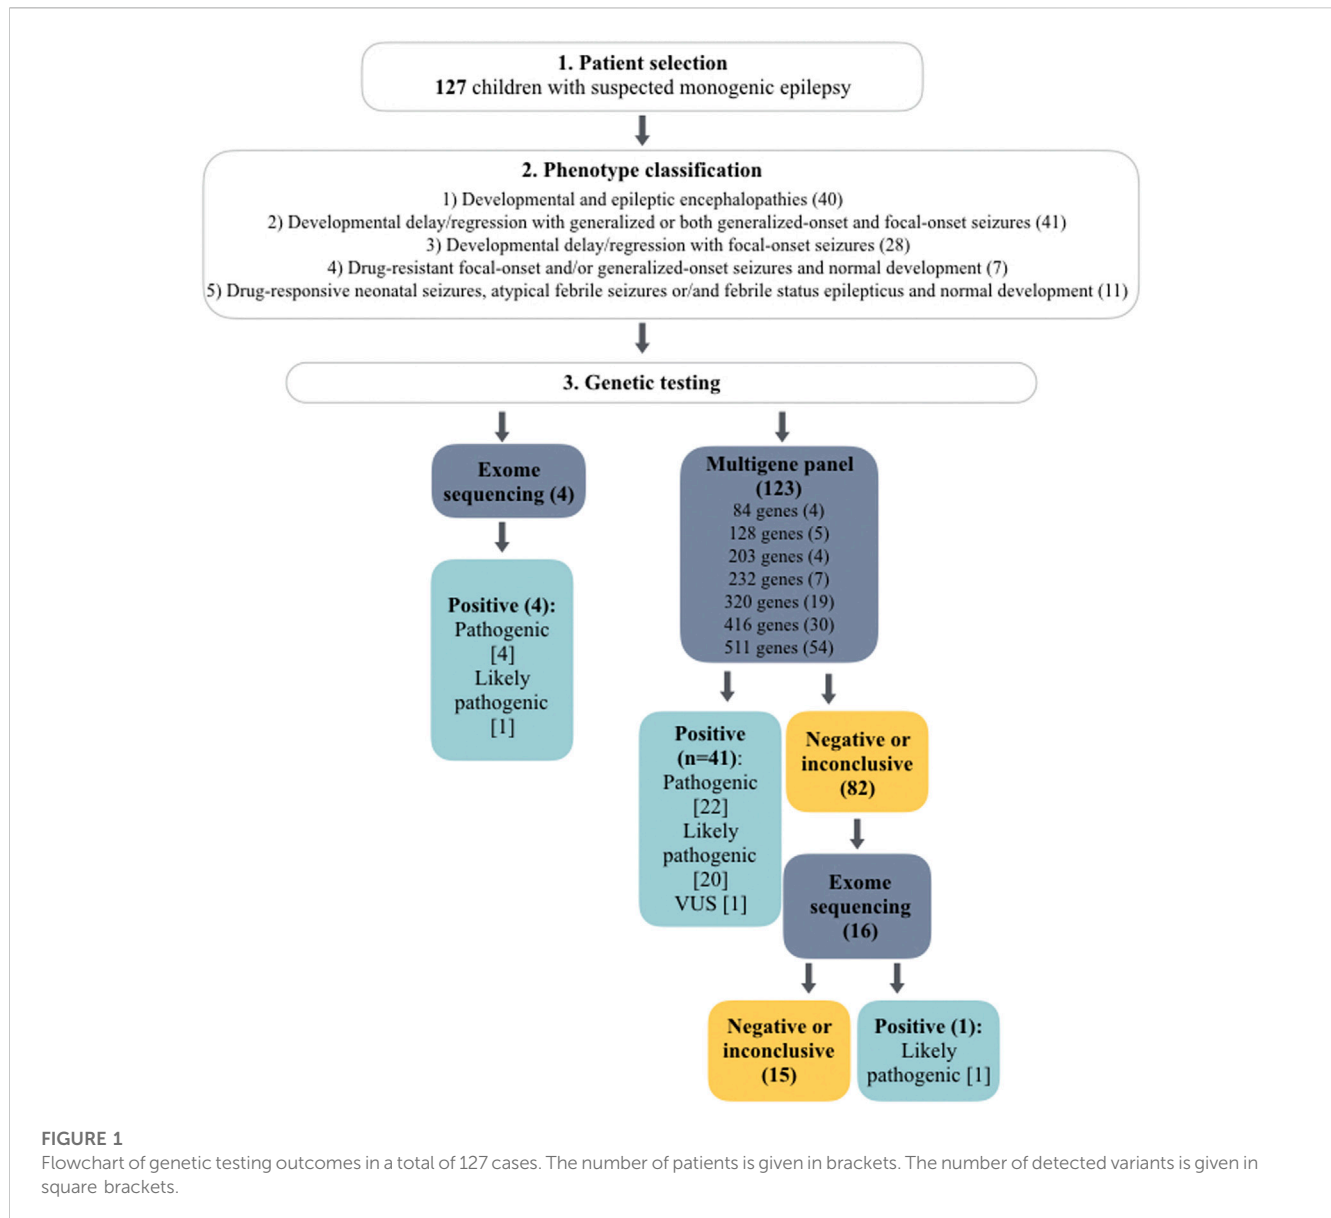 1. Patient selection
127 children with suspected monogenic epilepsy
2. Phenotype classification
1) Developmental and epileptic encephalopathies (40)
2) Developmental delay/regression with generalized or both generalized-onset and focal-onset seizures (41)
3) Developmental delay/regression with focal-onset seizures (28)
4) Drug-resistant focal-onset and/or generalized-onset seizures and normal development (7)
5) Drug-responsive neonatal seizures, atypical febrile seizures or/and febrile status epilepticus and normal development (11)
3. Genetic testing
Exome
sequencing (4)
Positive (4):
Pathogenic
[4]
Likely
pathogenic
[1]
Multigene panel
(123)
84 genes (4)
128 genes (5)
203 genes (4)
232 genes (7)
320 genes (19)
416 genes (30)
511 genes (54)
Positive
(n=41):
Pathogenic
[22]
Likely
pathogenic
[20]
VUS [1]
Negative or
inconclusive
(82)
Exome
sequencing
(16)
Negative or
inconclusive
(15)
Positive (1):
Likely
pathogenic [1]
FIGURE 1
Flowchart of genetic testing outcomes in a total of 127 cases. The number of patients is given in brackets. The number of detected variants is given in
square brackets.